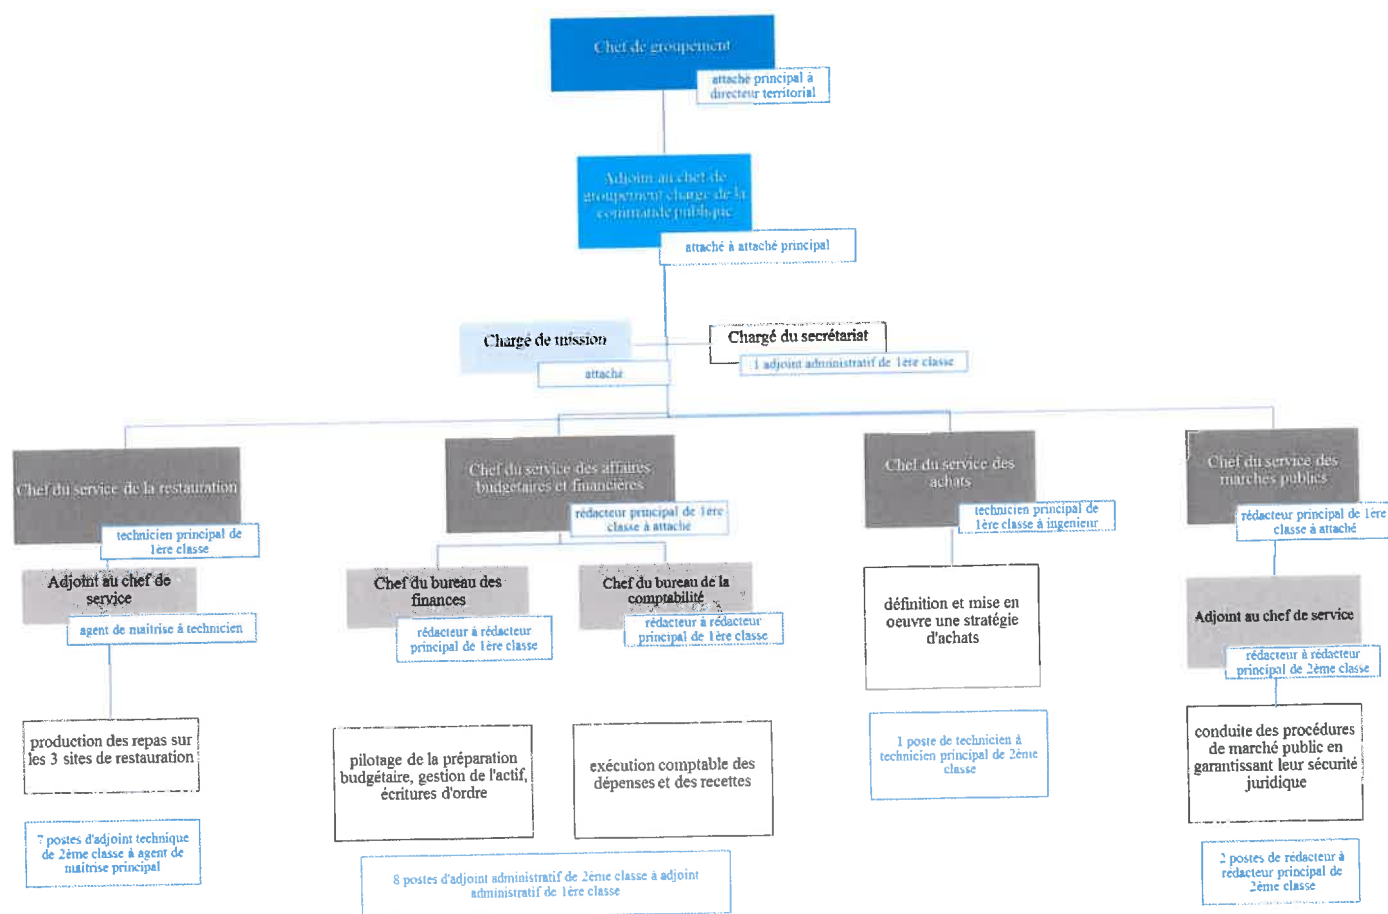 Chef de groupement
attaché principal à
directeur territorial
Adjoint au chef de
groupement chargé de la
commande publique
attaché à attaché principal
Chargé de mission
attaché
Chargé du secrétariat
1 adjoint administratif de 1ère classe
Chef du service de la restauration
technicien principal de
1ère classe
Adjoint au chef de
service
agent de maîtrise à technicien
production des repas sur
les 3 sites de restauration
7 postes d'adjoint technique
de 2ème classe à agent de
maîtrise principal
Chef du service des affaires
budgétaires et financières
rédacteur principal de 1ère
classe à attaché
Chef du bureau des
finances
rédacteur à rédacteur
principal de 1ère classe
Chef du bureau de la
comptabilité
rédacteur à rédacteur
principal de 1ère classe
pilotage de la préparation
budgétaire, gestion de l'actif,
écritures d'ordre
exécution comptable des
dépenses et des recettes
8 postes d'adjoint administratif de 2ème classe à adjoint
administratif de 1ère classe
Chef du service des
achats
technicien principal de
1ère classe à ingénieur
définition et mise en
oeuvre une stratégie
d'achats
1 poste de technicien à
technicien principal de 2ème
classe
Chef du service des
marchés publics
rédacteur principal de 1ère
classe à attaché
Adjoint au chef de service
rédacteur à rédacteur
principal de 2ème classe
conduite des procédures
de marché public en
garantissant leur sécurité
juridique
2 postes de rédacteur à
rédacteur principal de
2ème classe